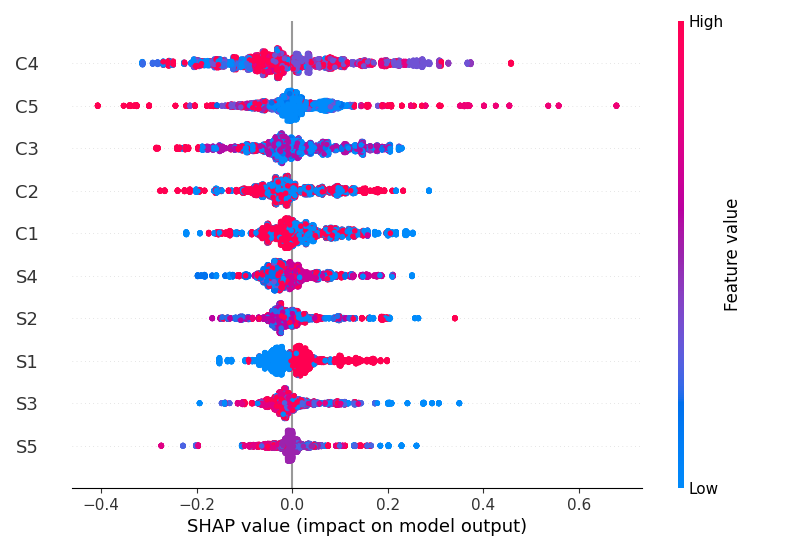 High
C4
C5
C3
C2
C1
S4
S2
S1
S3
S5
Feature value
Low
−0.4 −0.2 0.0 0.2 0.4 0.6
SHAP value (impact on model output)